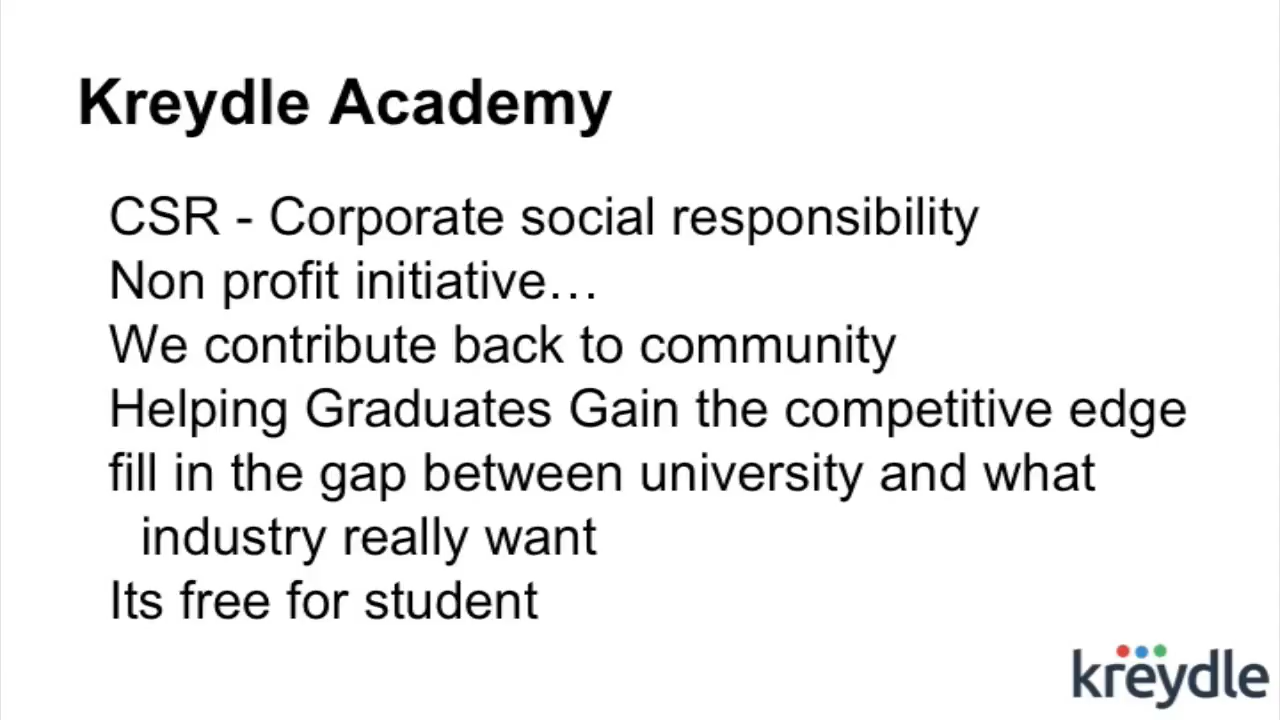 Kreydle Academy
CSR - Corporate social responsibility
Non profit initiative…
We contribute back to community
Helping Graduates Gain the competitive edge
fill in the gap between university and what
industry really want
Its free for student
kreydle